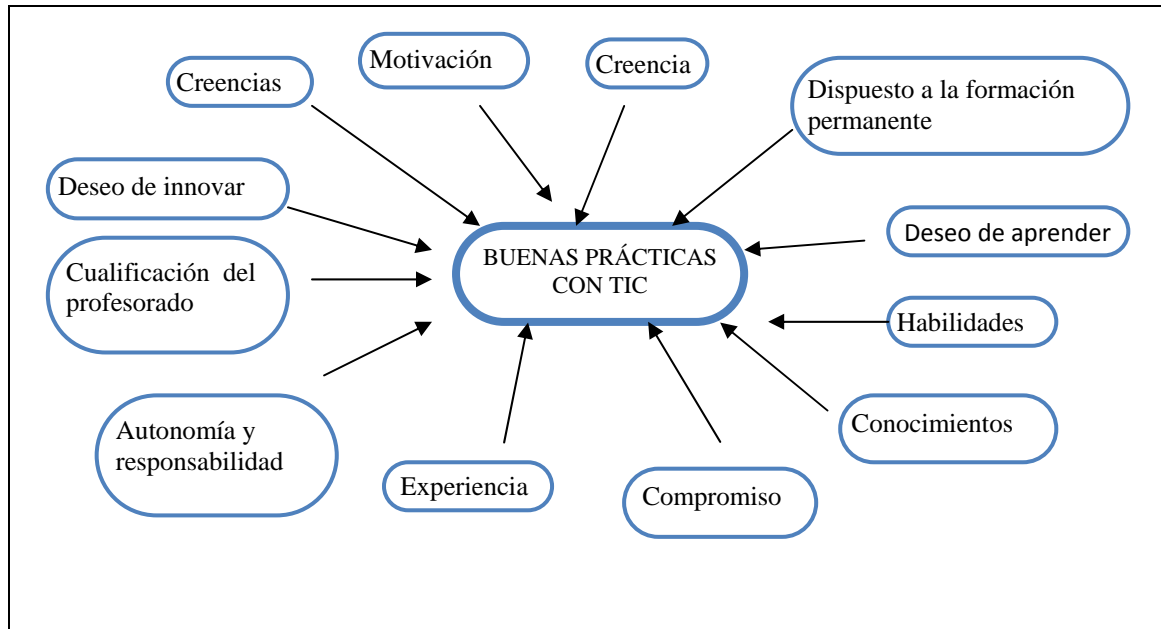 Motivación
Creencia
Creencias
Dispuesto a la formación
permanente
Deseo de innovar
Deseo de aprender
BUENAS PRÁCTICAS
CON TIC
Cualificación del
profesorado
Habilidades
Conocimientos
Autonomía y
responsabilidad
Experiencia
Compromiso